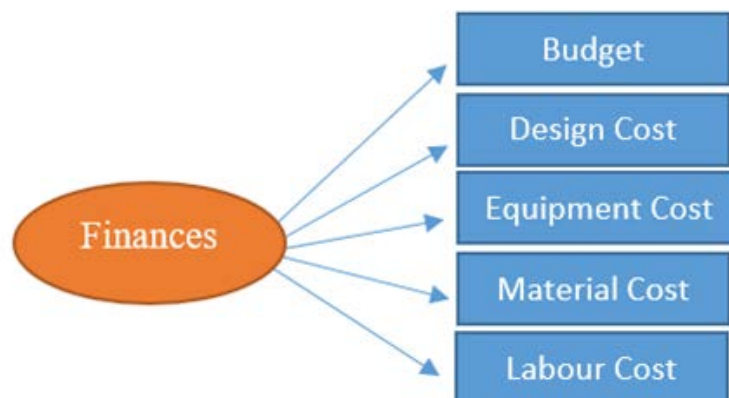 Budget
Design Cost
Finances
Equipment Cost
Material Cost
Labour Cost